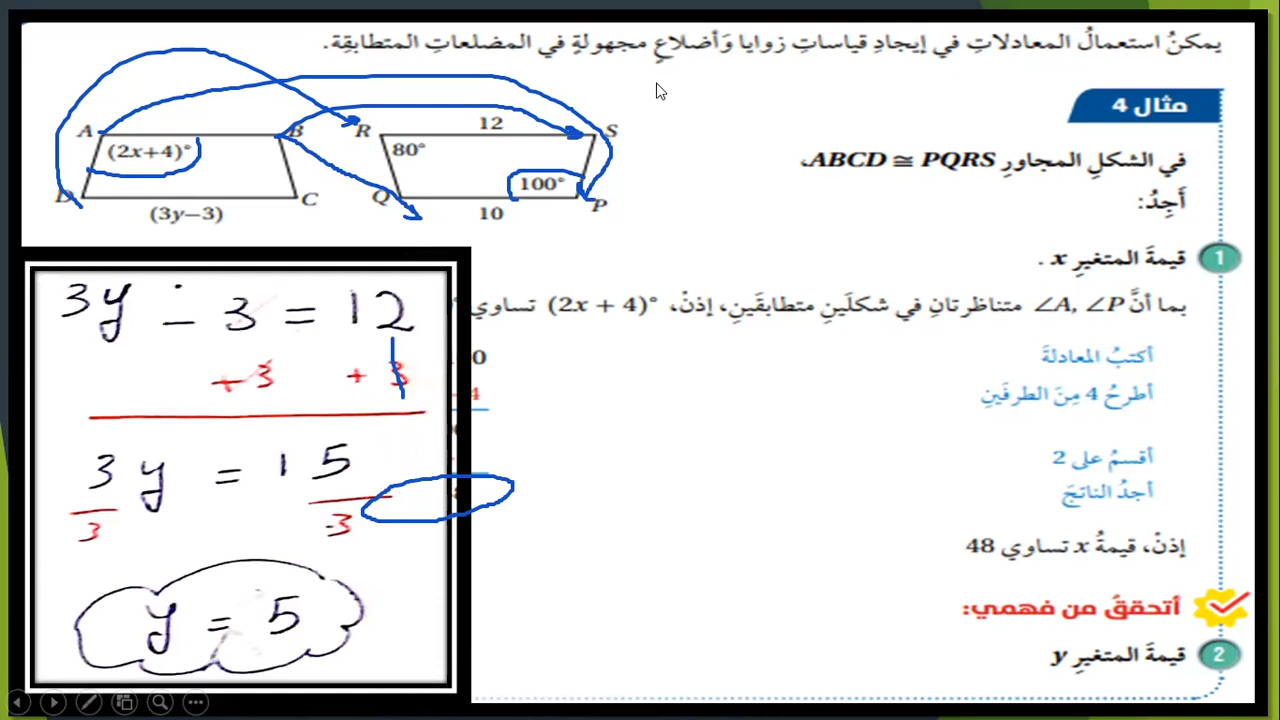 يمكنُ استعمالُ المعادلاتِ في إيجادِ قياساتِ زوايا وَأضلاعٍ مجهولةٍ في المضلعاتِ المتطابقِة.
مثال 4
في الشكلِ المجاورِ ABCD ≅ PQRS،
أَجِدُ:
A B R 12 S
(2x+4)° 80° 100°
D C Q P
(3y−3) 10
1 قيمةَ المتغيرِ x .
بما أنَّ ∠A, ∠P متناظرتانِ في شكلَينِ متطابقَينِ، إذنْ، (2x + 4)° تساوي
أكتبُ المعادلةَ
أطرحُ 4 مِنَ الطرفَينِ
أقسمُ على 2
أجدُ الناتجَ
إذنْ، قيمةُ x تساوي 48
أتحققُ من فهمي:
2 قيمةَ المتغيرِ y
3y − 3 = 12
+3 +3
3y = 15
3 3
y = 5